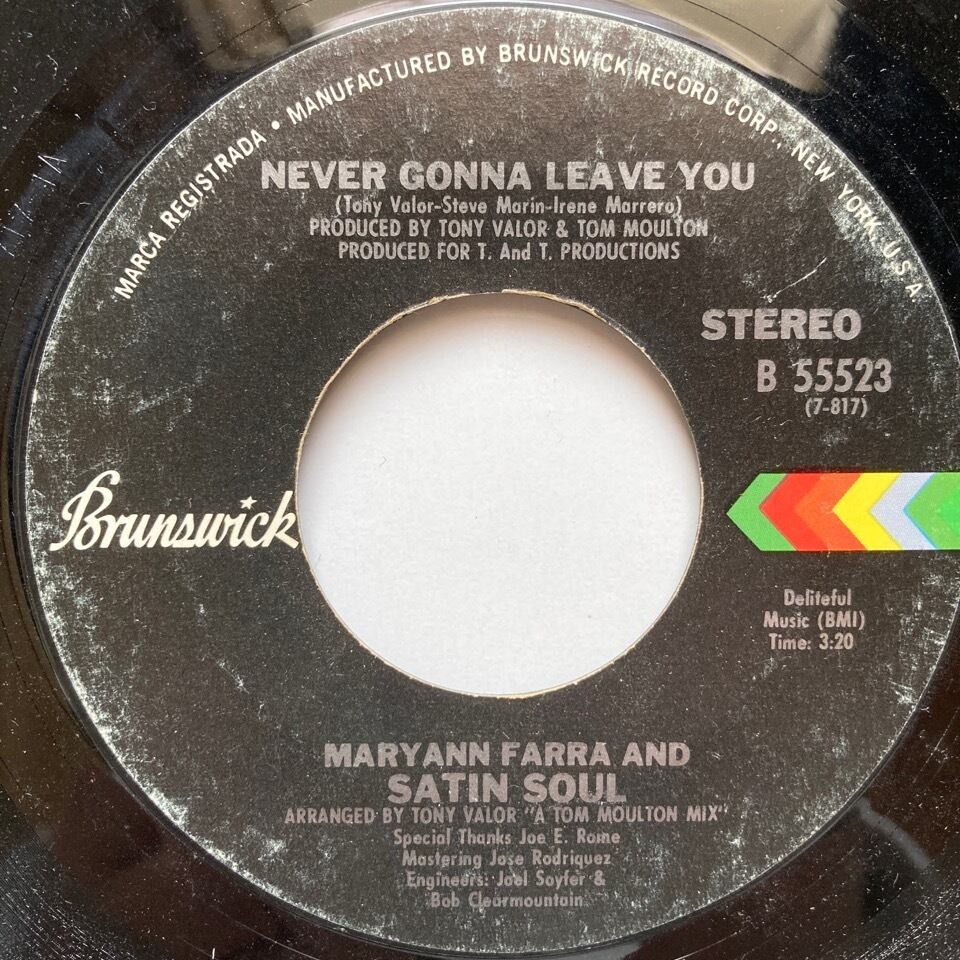 MARCA REGISTRADA • MANUFACTURED BY BRUNSWICK RECORD CORP., NEW YORK, U.S.A.
NEVER GONNA LEAVE YOU
(Tony Valor-Steve Marin-Irene Marrero)
PRODUCED BY TONY VALOR & TOM MOULTON
PRODUCED FOR T. And T. PRODUCTIONS
STEREO
B 55523
(7-817)
Brunswick
Deliteful
Music (BMI)
Time: 3:20
MARYANN FARRA AND
SATIN SOUL
ARRANGED BY TONY VALOR "A TOM MOULTON MIX"
Special Thanks Joe E. Rome
Mastering Jose Rodriquez
Engineers: Joel Soyfer &
Bob Clearmountain